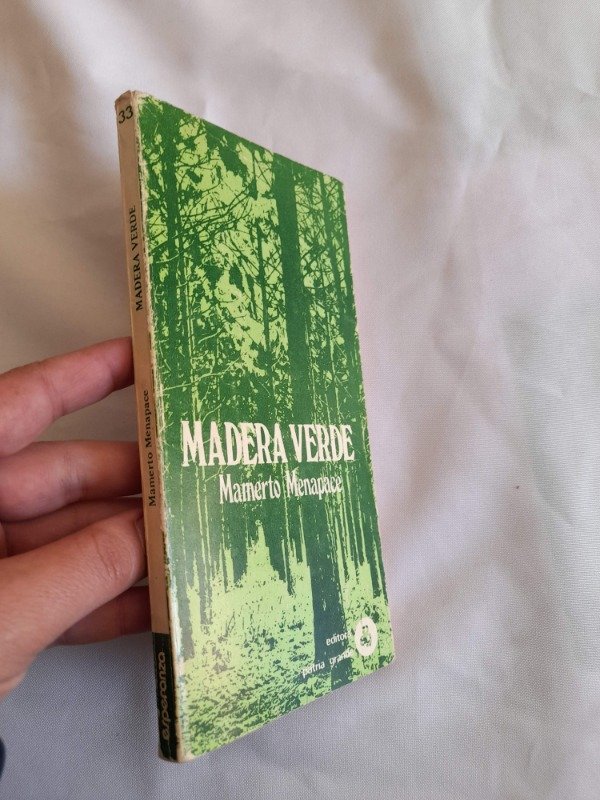 33
MADERA VERDE
Mamerto Menapace
esperanza
MADERA VERDE
Mamerto Menapace
editora
patria grande